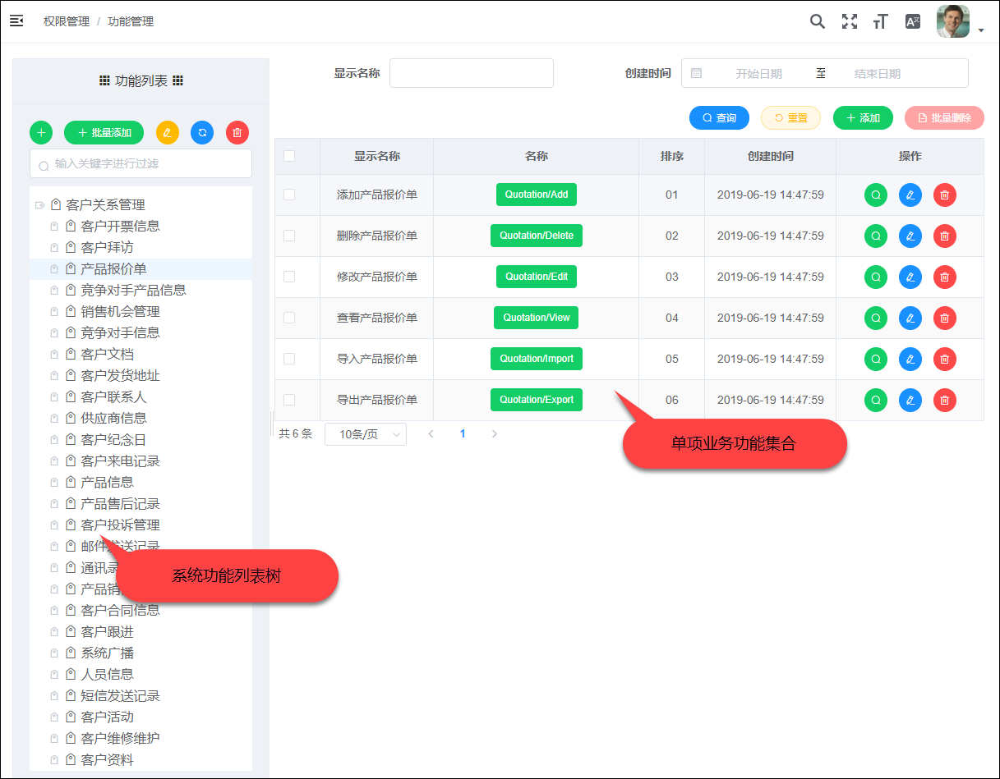 权限管理 / 功能管理
功能列表
批量添加
输入关键字进行过滤
客户关系管理
客户开票信息
客户拜访
产品报价单
竞争对手产品信息
销售机会管理
竞争对手信息
客户文档
客户发货地址
客户联系人
供应商信息
客户纪念日
客户来电记录
产品信息
产品售后记录
客户投诉管理
邮件发送记录
通讯录
产品销
客户合同信息
客户跟进
系统广播
人员信息
短信发送记录
客户活动
客户维修维护
客户资料
系统功能列表树
显示名称 创建时间 开始日期 至 结束日期
查询 重置 添加 批量删除
显示名称 名称 排序 创建时间 操作
添加产品报价单 Quotation/Add 01 2019-06-19 14:47:59
删除产品报价单 Quotation/Delete 02 2019-06-19 14:47:59
修改产品报价单 Quotation/Edit 03 2019-06-19 14:47:59
查看产品报价单 Quotation/View 04 2019-06-19 14:47:59
导入产品报价单 Quotation/Import 05 2019-06-19 14:47:59
导出产品报价单 Quotation/Export 06 2019-06-19 14:47:59
共 6 条 10条/页 1
单项业务功能集合